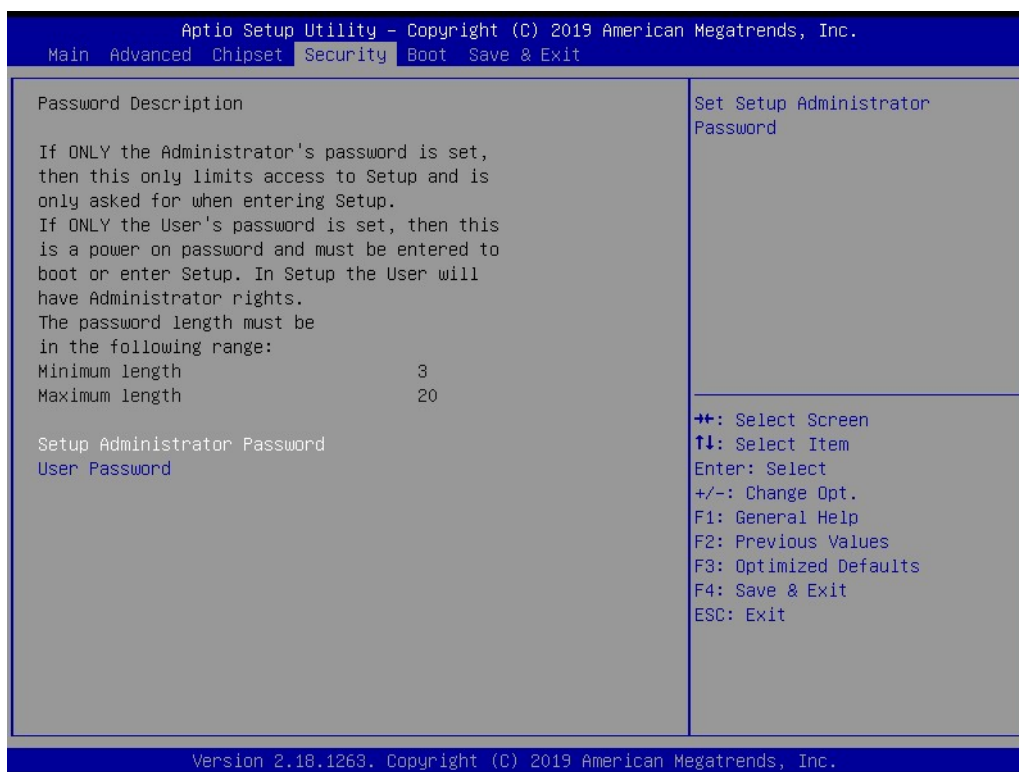 Aptio Setup Utility – Copyright (C) 2019 American Megatrends, Inc.
Main Advanced Chipset Security Boot Save & Exit
Password Description
If ONLY the Administrator's password is set,
then this only limits access to Setup and is
only asked for when entering Setup.
If ONLY the User's password is set, then this
is a power on password and must be entered to
boot or enter Setup. In Setup the User will
have Administrator rights.
The password length must be
in the following range:
Minimum length 3
Maximum length 20
Setup Administrator Password
User Password
Set Setup Administrator
Password
→←: Select Screen
↑↓: Select Item
Enter: Select
+/-: Change Opt.
F1: General Help
F2: Previous Values
F3: Optimized Defaults
F4: Save & Exit
ESC: Exit
Version 2.18.1263. Copyright (C) 2019 American Megatrends, Inc.